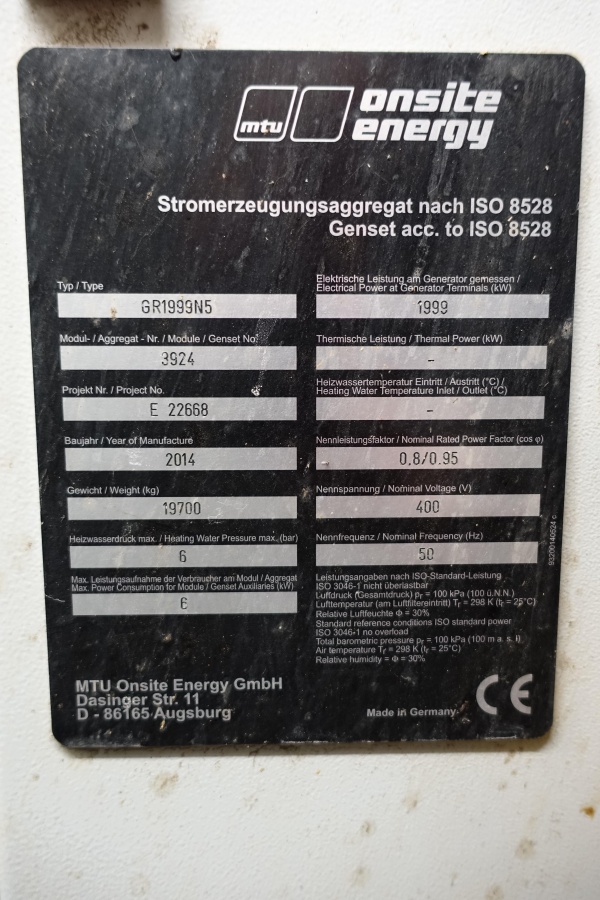 mtu onsite
energy
Stromerzeugungsaggregat nach ISO 8528
Genset acc. to ISO 8528
Typ / Type
GR1999N5
Modul- / Aggregat - Nr. / Module / Genset No.
3924
Projekt Nr. / Project No.
E 22668
Baujahr / Year of Manufacture
2014
Gewicht / Weight (kg)
19700
Heizwasserdruck max. / Heating Water Pressure max. (bar)
6
Max. Leistungsaufnahme der Verbraucher am Modul / Aggregat
Max. Power Consumption for Module / Genset Auxiliaries (kW)
6
Elektrische Leistung am Generator gemessen /
Electrical Power at Generator Terminals (kW)
1999
Thermische Leistung / Thermal Power (kW)
-
Heizwassertemperatur Eintritt / Austritt (°C) /
Heating Water Temperature Inlet / Outlet (°C)
-
Nennleistungsfaktor / Nominal Rated Power Factor (cos φ)
0,8/0.95
Nennspannung / Nominal Voltage (V)
400
Nennfrequenz / Nominal Frequency (Hz)
50
Leistungsangaben nach ISO-Standard-Leistung
ISO 3046-1 nicht überlastbar
Luftdruck (Gesamtdruck) pr = 100 kPa (100 ü.N.N.)
Lufttemperatur (am Luftfiltereintritt) Tr = 298 K (tr = 25°C)
Relative Luftfeuchte Φ = 30%
Standard reference conditions ISO standard power
ISO 3046-1 no overload
Total barometric pressure pr = 100 kPa (100 m a. s. l)
Air temperature Tr = 298 K (tr = 25°C)
Relative humidity = Φ = 30%
93200140624 c
MTU Onsite Energy GmbH
Dasinger Str. 11
D - 86165 Augsburg
Made in Germany
CE